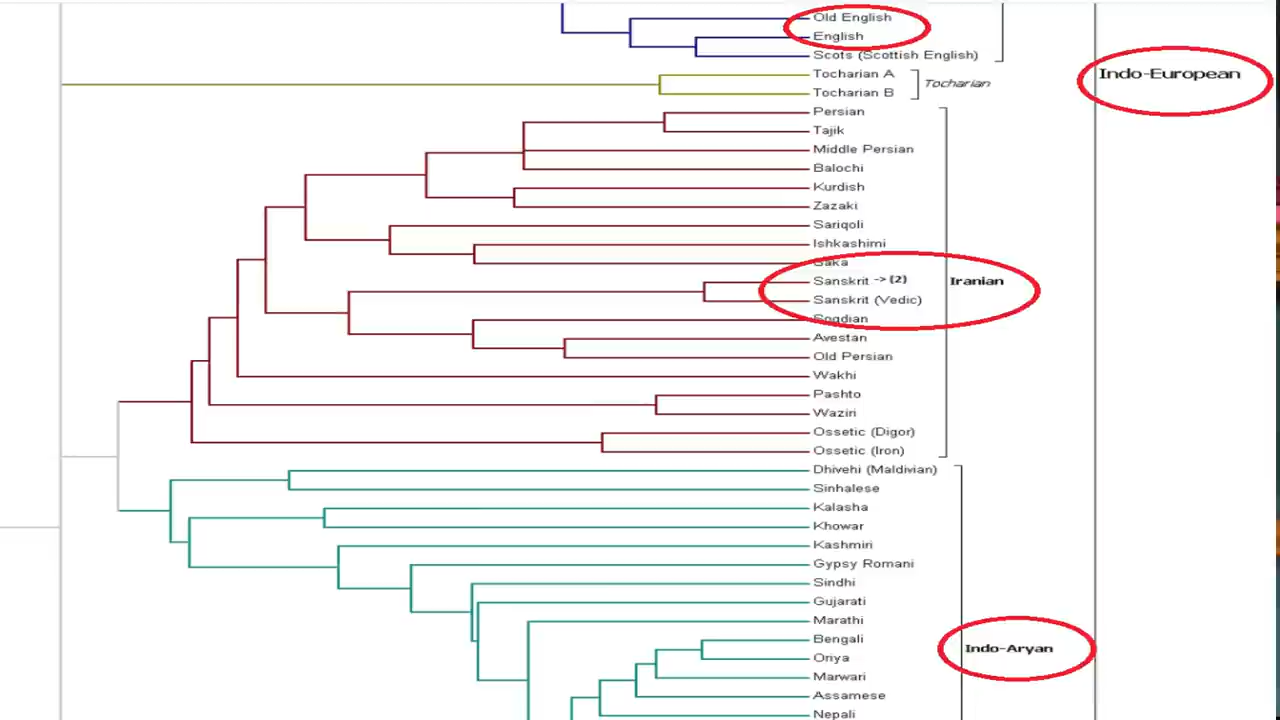 Old English
English
Scots (Scottish English)
Indo-European
Tocharian A
Tocharian
Tocharian B
Persian
Tajik
Middle Persian
Balochi
Kurdish
Zazaki
Sariqoli
Ishkashimi
Saka
Sanskrit -> (2)
Iranian
Sanskrit (Vedic)
Sogdian
Avestan
Old Persian
Wakhi
Pashto
Waziri
Ossetic (Digor)
Ossetic (Iron)
Dhivehi (Maldivian)
Sinhalese
Kalasha
Khowar
Kashmiri
Gypsy Romani
Sindhi
Gujarati
Marathi
Bengali
Indo-Aryan
Oriya
Marwari
Assamese
Nepali